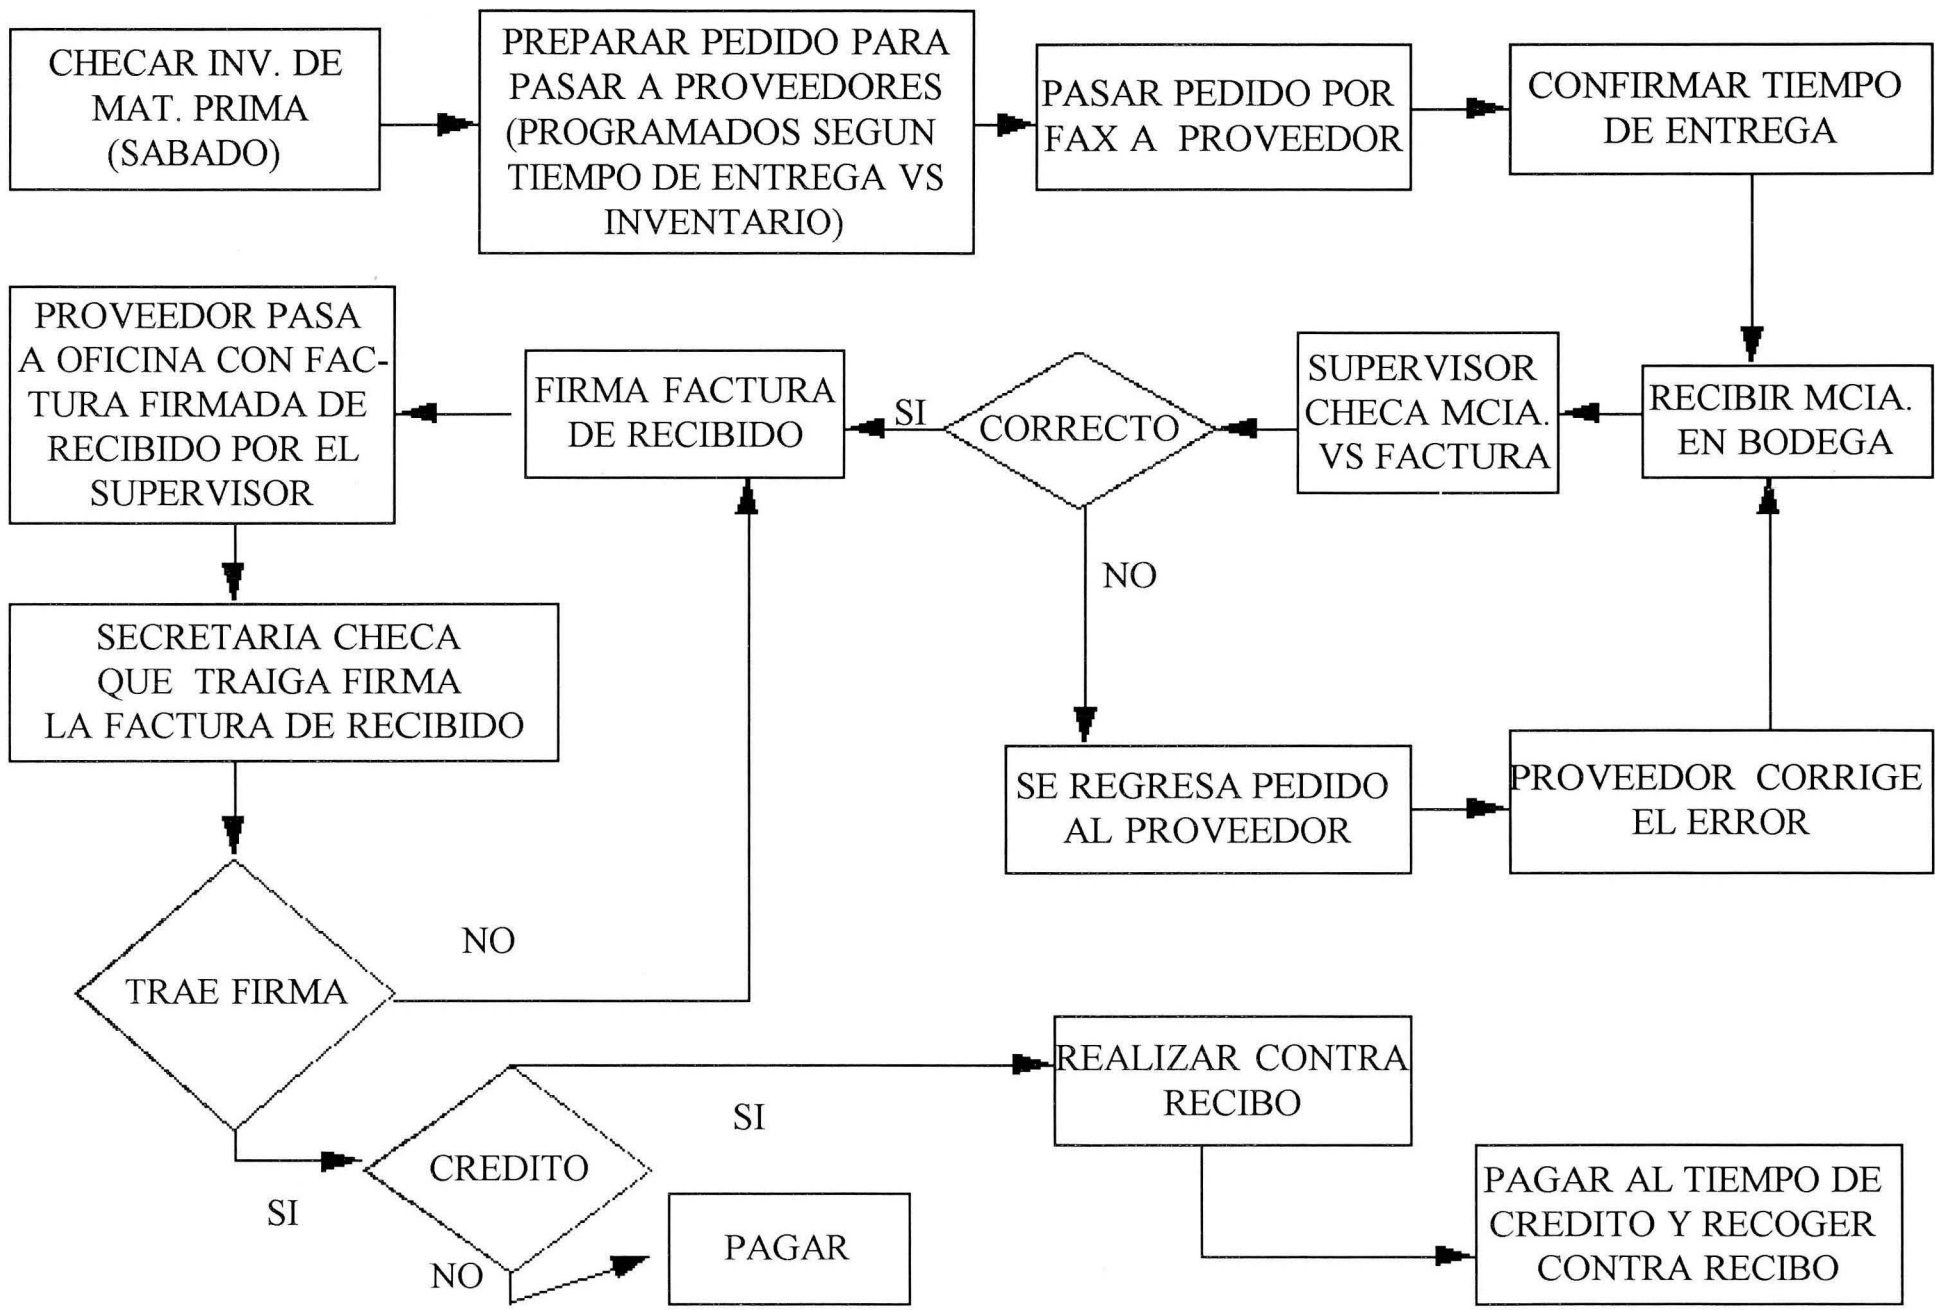 CHECAR INV. DE
MAT. PRIMA
(SABADO)
PREPARAR PEDIDO PARA
PASAR A PROVEEDORES
(PROGRAMADOS SEGUN
TIEMPO DE ENTREGA VS
INVENTARIO)
PASAR PEDIDO POR
FAX A PROVEEDOR
CONFIRMAR TIEMPO
DE ENTREGA
RECIBIR MCIA.
EN BODEGA
SUPERVISOR
CHECA MCIA.
VS FACTURA
CORRECTO
SI
NO
FIRMA FACTURA
DE RECIBIDO
PROVEEDOR PASA
A OFICINA CON FAC-
TURA FIRMADA DE
RECIBIDO POR EL
SUPERVISOR
SE REGRESA PEDIDO
AL PROVEEDOR
PROVEEDOR CORRIGE
EL ERROR
SECRETARIA CHECA
QUE TRAIGA FIRMA
LA FACTURA DE RECIBIDO
TRAE FIRMA
NO
SI
CREDITO
SI
NO
REALIZAR CONTRA
RECIBO
PAGAR
PAGAR AL TIEMPO DE
CREDITO Y RECOGER
CONTRA RECIBO